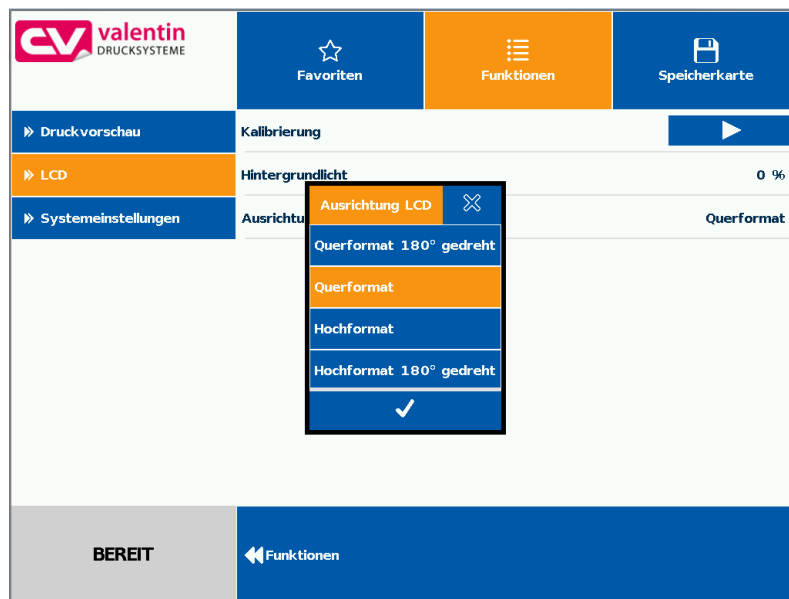 valentin
DRUCKSYSTEME
Favoriten
Funktionen
Speicherkarte
Druckvorschau
Kalibrierung
LCD
Hintergrundlicht
0 %
Systemeinstellungen
Ausrichtu
Querformat
Ausrichtung LCD
Querformat 180° gedreht
Querformat
Hochformat
Hochformat 180° gedreht
BEREIT
Funktionen